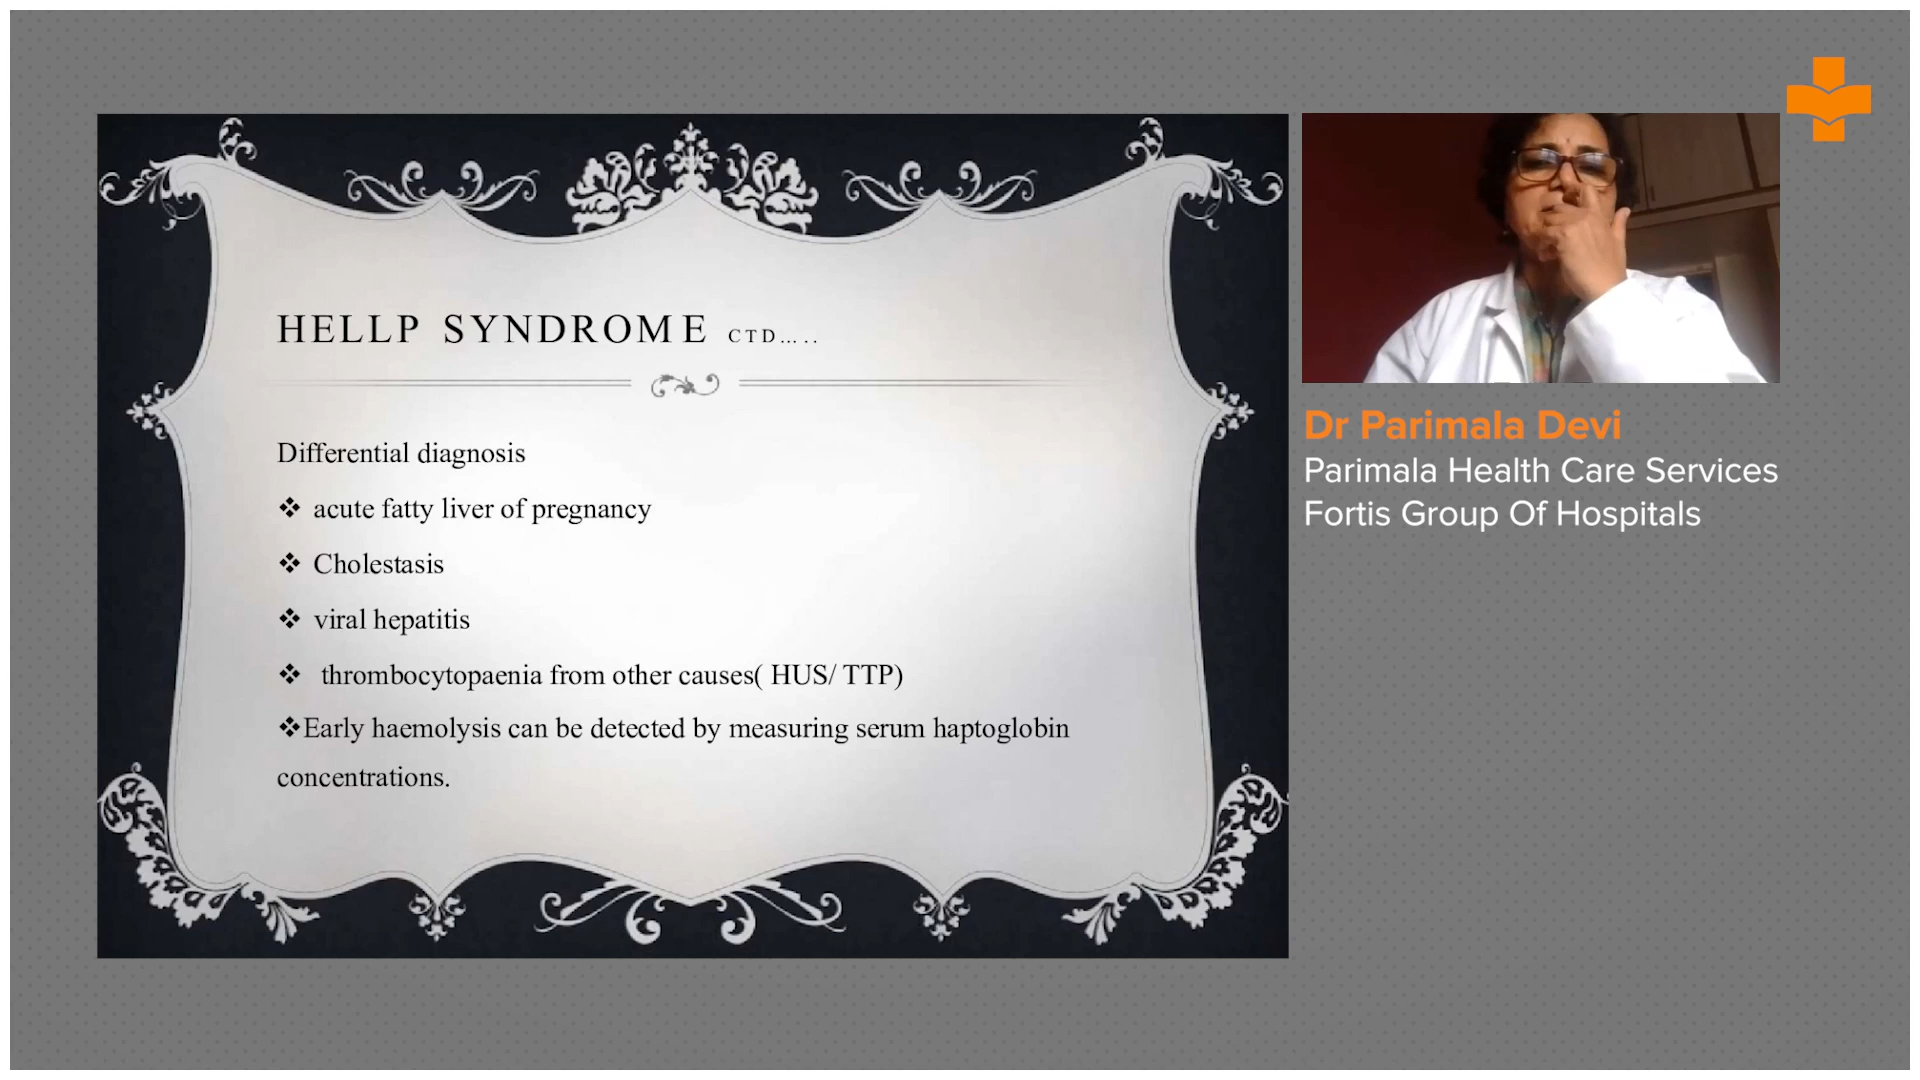 HELLP SYNDROME CTD.....
Differential diagnosis
❖ acute fatty liver of pregnancy
❖ Cholestasis
❖ viral hepatitis
❖ thrombocytopaenia from other causes( HUS/ TTP)
❖Early haemolysis can be detected by measuring serum haptoglobin
concentrations.
Dr Parimala Devi
Parimala Health Care Services
Fortis Group Of Hospitals